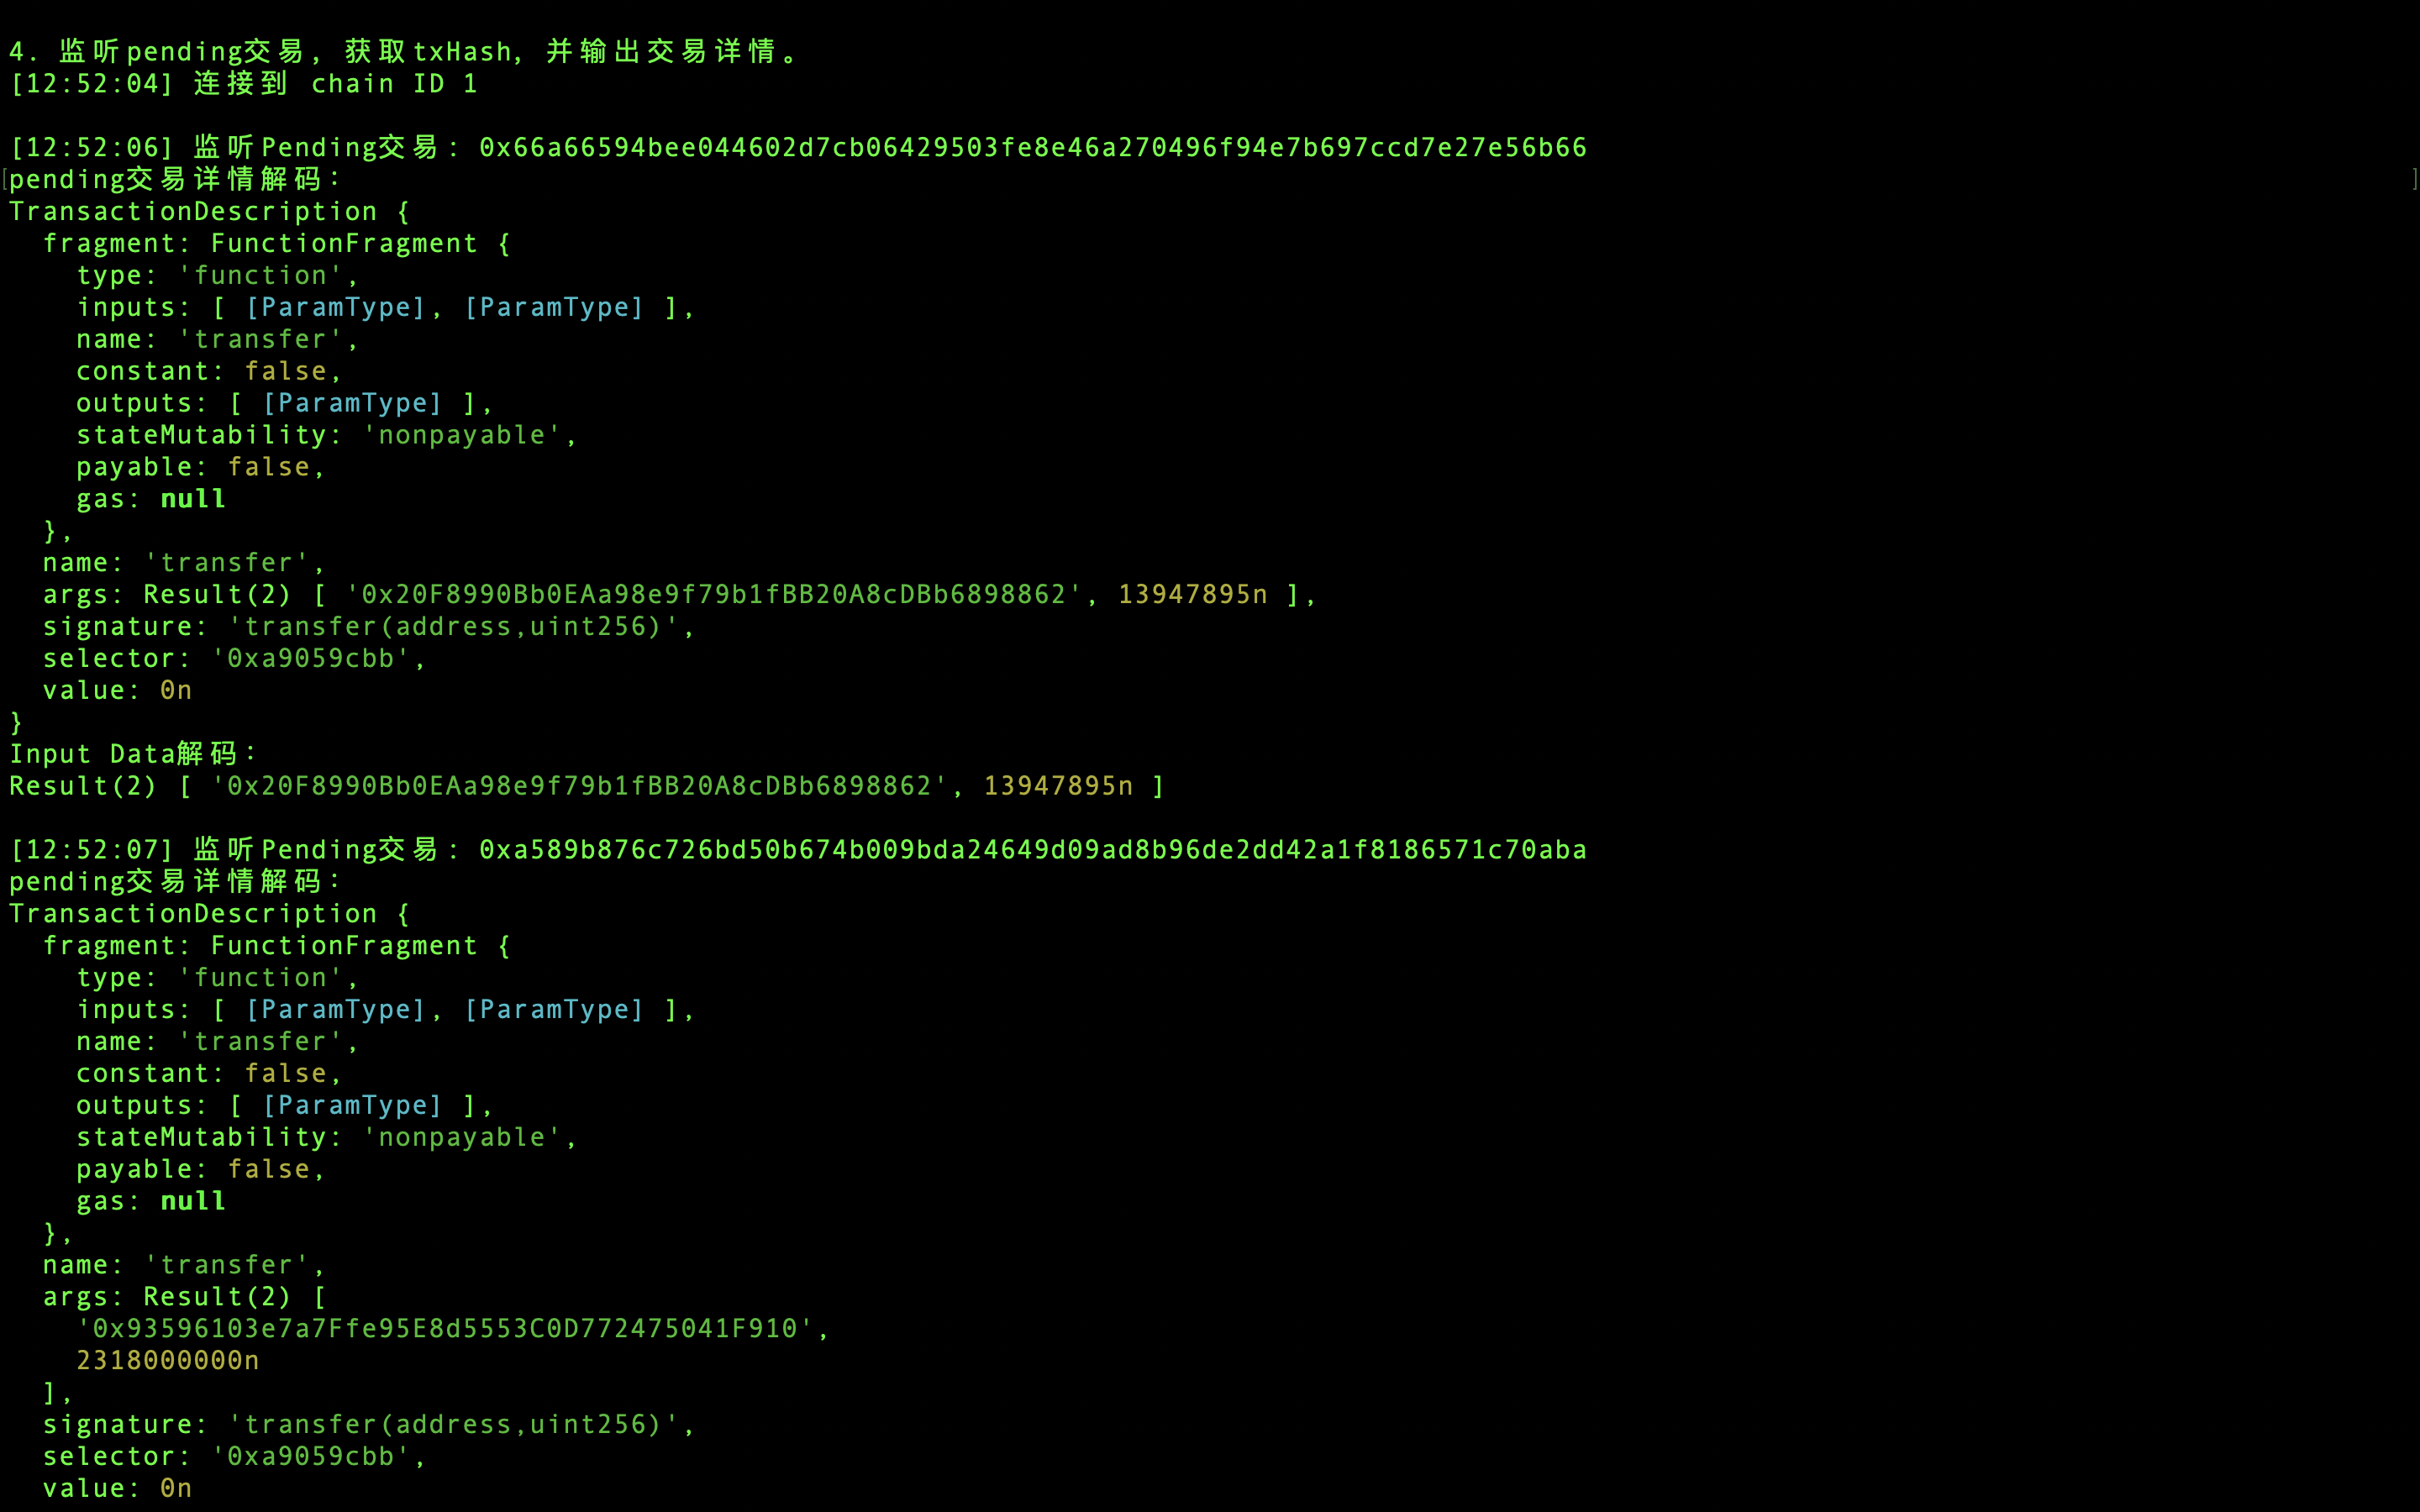 4. 监听pending交易, 获取txHash, 并输出交易详情。
[12:52:04] 连接到 chain ID 1
[12:52:06] 监听Pending交易: 0x66a66594bee044602d7cb06429503fe8e46a270496f94e7b697ccd7e27e56b66
pending交易详情解码:
TransactionDescription {
  fragment: FunctionFragment {
    type: 'function',
    inputs: [ [ParamType], [ParamType] ],
    name: 'transfer',
    constant: false,
    outputs: [ [ParamType] ],
    stateMutability: 'nonpayable',
    payable: false,
    gas: null
  },
  name: 'transfer',
  args: Result(2) [ '0x20F8990Bb0EAa98e9f79b1fBB20A8cDBb6898862', 13947895n ],
  signature: 'transfer(address,uint256)',
  selector: '0xa9059cbb',
  value: 0n
}
Input Data解码:
Result(2) [ '0x20F8990Bb0EAa98e9f79b1fBB20A8cDBb6898862', 13947895n ]
[12:52:07] 监听Pending交易: 0xa589b876c726bd50b674b009bda24649d09ad8b96de2dd42a1f8186571c70aba
pending交易详情解码:
TransactionDescription {
  fragment: FunctionFragment {
    type: 'function',
    inputs: [ [ParamType], [ParamType] ],
    name: 'transfer',
    constant: false,
    outputs: [ [ParamType] ],
    stateMutability: 'nonpayable',
    payable: false,
    gas: null
  },
  name: 'transfer',
  args: Result(2) [
    '0x93596103e7a7Ffe95E8d5553C0D772475041F910',
    2318000000n
  ],
  signature: 'transfer(address,uint256)',
  selector: '0xa9059cbb',
  value: 0n